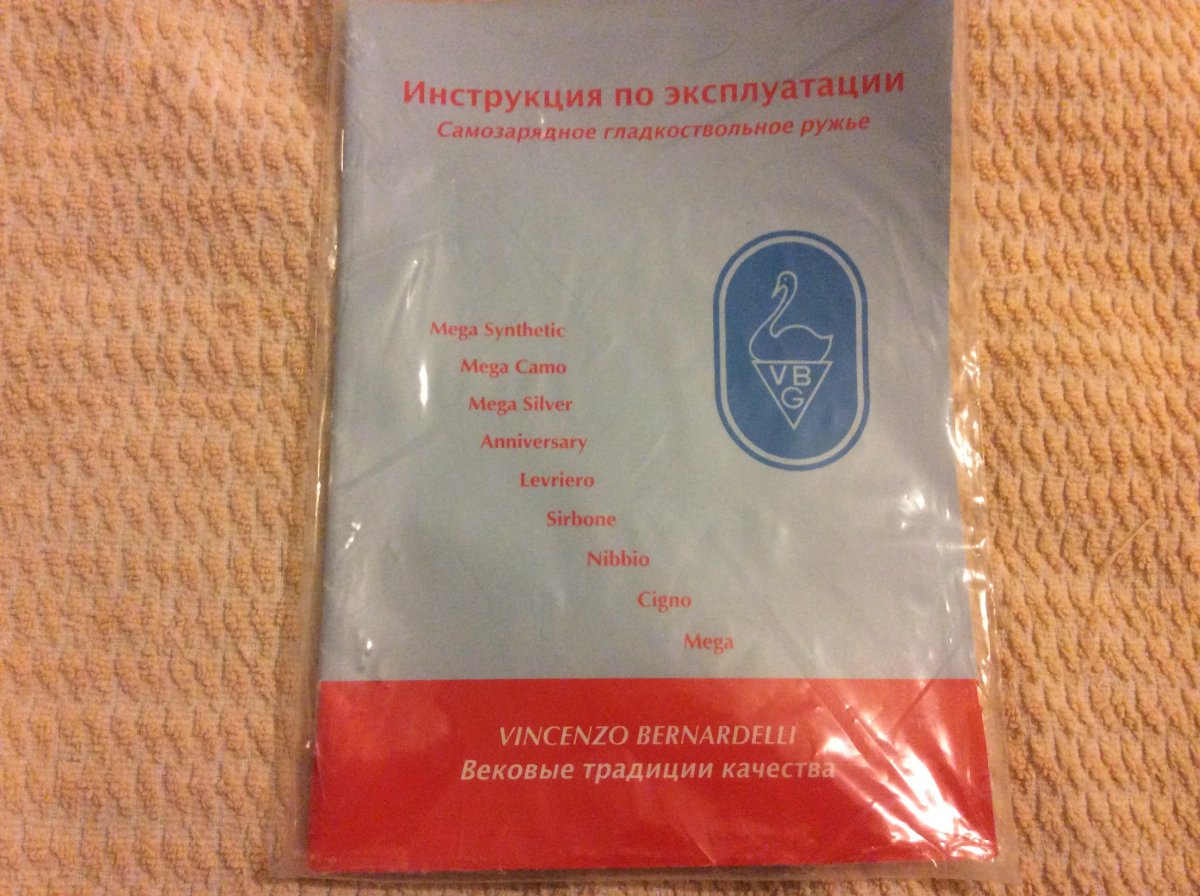 Инструкция по эксплуатации
Самозарядное гладкоствольное ружье
VB
G
Mega Synthetic
Mega Camo
Mega Silver
Anniversary
Levriero
Sirbone
Nibbio
Cigno
Mega
VINCENZO BERNARDELLI
Вековые традиции качества